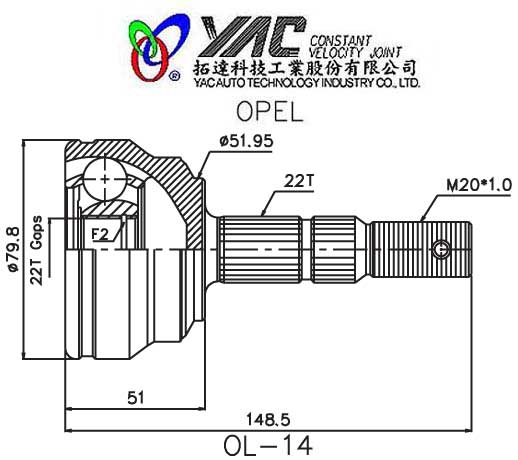 YAC CONSTANT
VELOCITY JOINT
拓達科技工業股份有限公司
YAC AUTO TECHNOLOGY INDUSTRY CO., LTD.
®
OPEL
ø51.95
22T
M20*1.0
ø79.8
22T Gaps
F2
51
148.5
OL-14